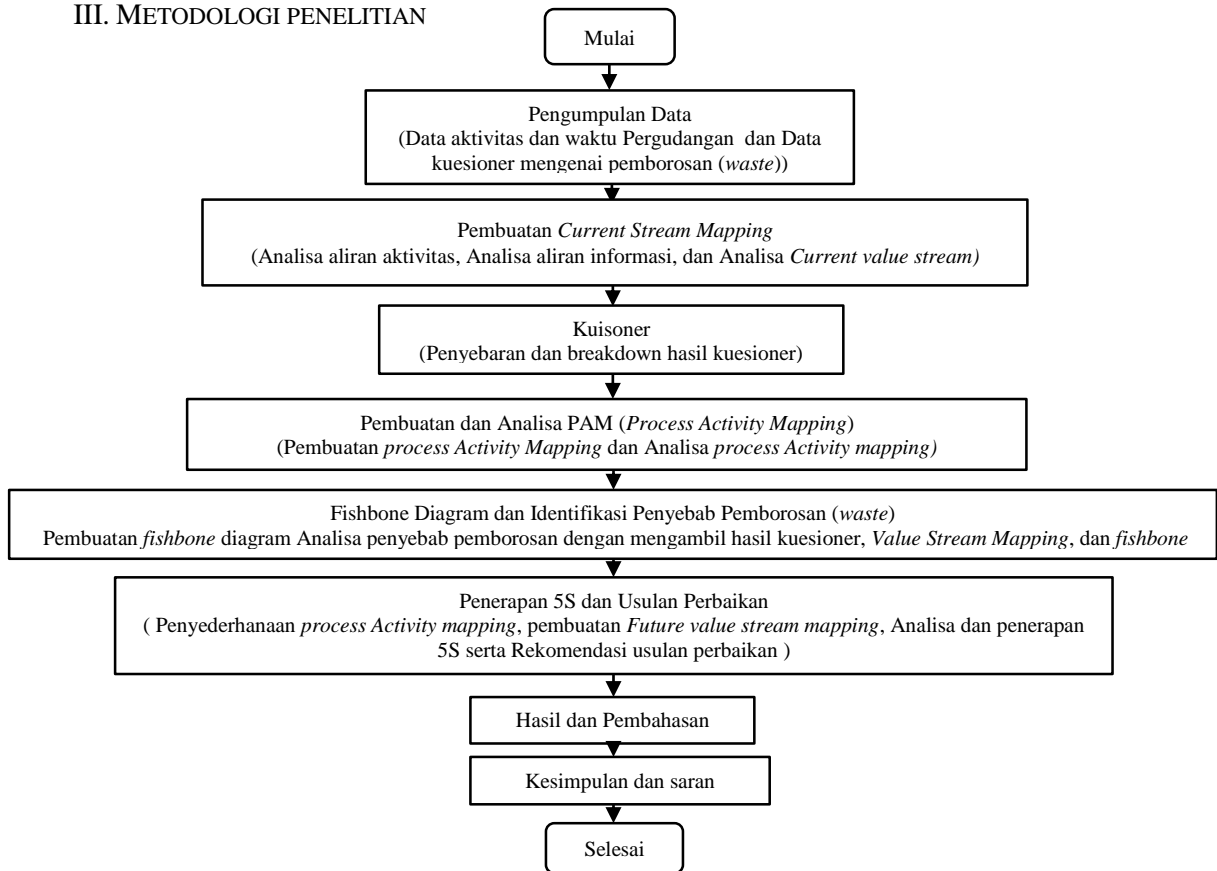 III. METODOLOGI PENELITIAN
Mulai
Pengumpulan Data
(Data aktivitas dan waktu Pergudangan dan Data
kuesioner mengenai pemborosan (waste))
Pembuatan Current Stream Mapping
(Analisa aliran aktivitas, Analisa aliran informasi, dan Analisa Current value stream)
Kuisoner
(Penyebaran dan breakdown hasil kuesioner)
Pembuatan dan Analisa PAM (Process Activity Mapping)
(Pembuatan process Activity Mapping dan Analisa process Activity mapping)
Fishbone Diagram dan Identifikasi Penyebab Pemborosan (waste)
Pembuatan fishbone diagram Analisa penyebab pemborosan dengan mengambil hasil kuesioner, Value Stream Mapping, dan fishbone
Penerapan 5S dan Usulan Perbaikan
( Penyederhanaan process Activity mapping, pembuatan Future value stream mapping, Analisa dan penerapan
5S serta Rekomendasi usulan perbaikan )
Hasil dan Pembahasan
Kesimpulan dan saran
Selesai